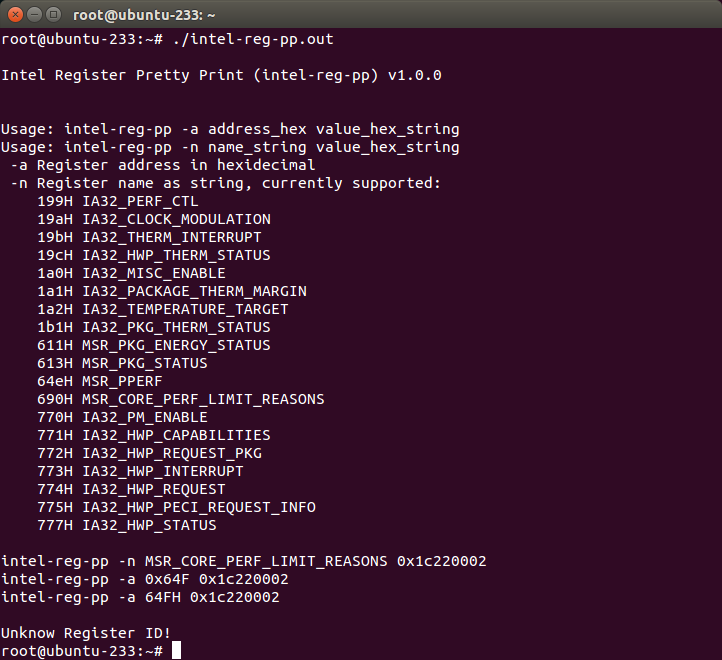 root@ubuntu-233: ~
root@ubuntu-233:~# ./intel-reg-pp.out
Intel Register Pretty Print (intel-reg-pp) v1.0.0
Usage: intel-reg-pp -a address_hex value_hex_string
Usage: intel-reg-pp -n name_string value_hex_string
-a Register address in hexidecimal
-n Register name as string, currently supported:
199H IA32_PERF_CTL
19aH IA32_CLOCK_MODULATION
19bH IA32_THERM_INTERRUPT
19cH IA32_HWP_THERM_STATUS
1a0H IA32_MISC_ENABLE
1a1H IA32_PACKAGE_THERM_MARGIN
1a2H IA32_TEMPERATURE_TARGET
1b1H IA32_PKG_THERM_STATUS
611H MSR_PKG_ENERGY_STATUS
613H MSR_PKG_STATUS
64eH MSR_PPERF
690H MSR_CORE_PERF_LIMIT_REASONS
770H IA32_PM_ENABLE
771H IA32_HWP_CAPABILITIES
772H IA32_HWP_REQUEST_PKG
773H IA32_HWP_INTERRUPT
774H IA32_HWP_REQUEST
775H IA32_HWP_PECI_REQUEST_INFO
777H IA32_HWP_STATUS
intel-reg-pp -n MSR_CORE_PERF_LIMIT_REASONS 0x1c220002
intel-reg-pp -a 0x64F 0x1c220002
intel-reg-pp -a 64FH 0x1c220002
Unknow Register ID!
root@ubuntu-233:~#